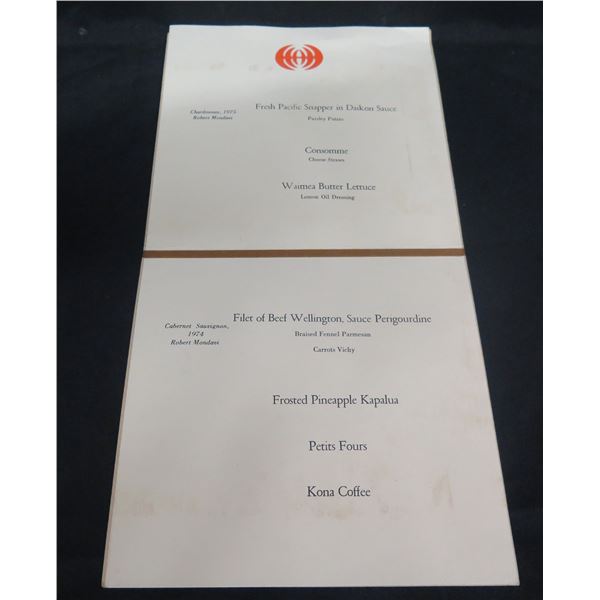 Chardonnay, 1975
Robert Mondavi
Fresh Pacific Snapper in Daikon Sauce
Parsley Potato
Consomme
Cheese Straws
Waimea Butter Lettuce
Lemon Oil Dressing
Cabernet Sauvignon,
1974
Robert Mondavi
Filet of Beef Wellington, Sauce Perigourdine
Braised Fennel Parmesan
Carrots Vichy
Frosted Pineapple Kapalua
Petits Fours
Kona Coffee